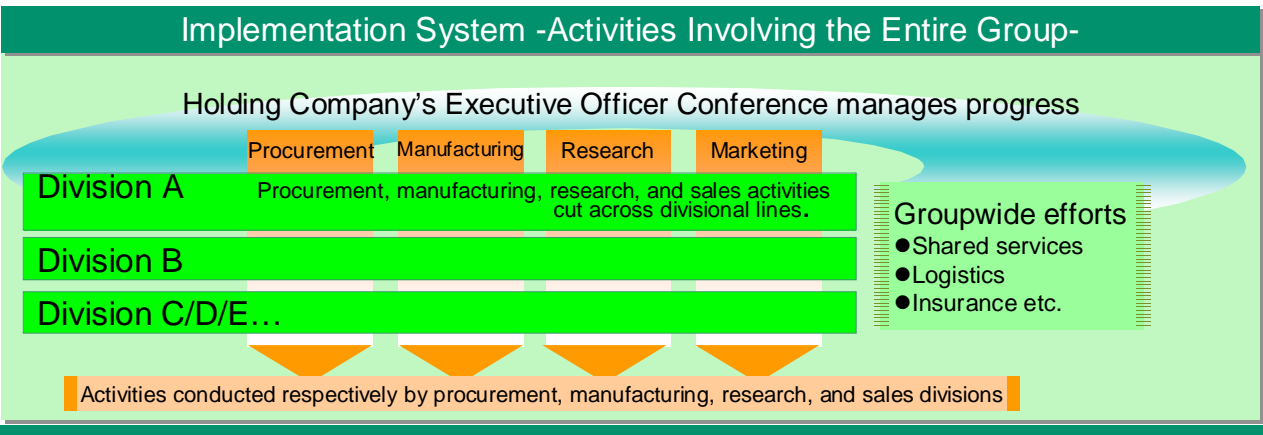 Implementation System -Activities Involving the Entire Group-
Holding Company's Executive Officer Conference manages progress
Procurement
Manufacturing
Research
Marketing
Division A
Procurement, manufacturing, research, and sales activities
cut across divisional lines.
Division B
Division C/D/E…
Groupwide efforts
●Shared services
●Logistics
●Insurance etc.
Activities conducted respectively by procurement, manufacturing, research, and sales divisions